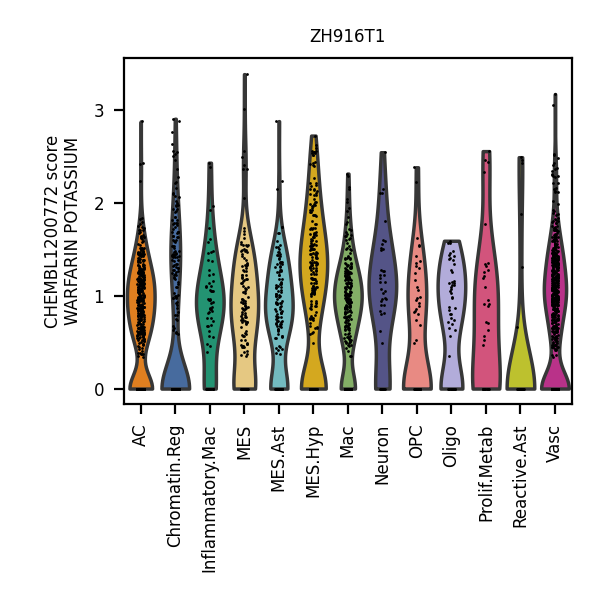 ZH916T1
CHEMBL1200772 score
WARFARIN POTASSIUM
3
2
1
0
AC
Chromatin.Reg
Inflammatory.Mac
MES
MES.Ast
MES.Hyp
Mac
Neuron
OPC
Oligo
Prolif.Metab
Reactive.Ast
Vasc